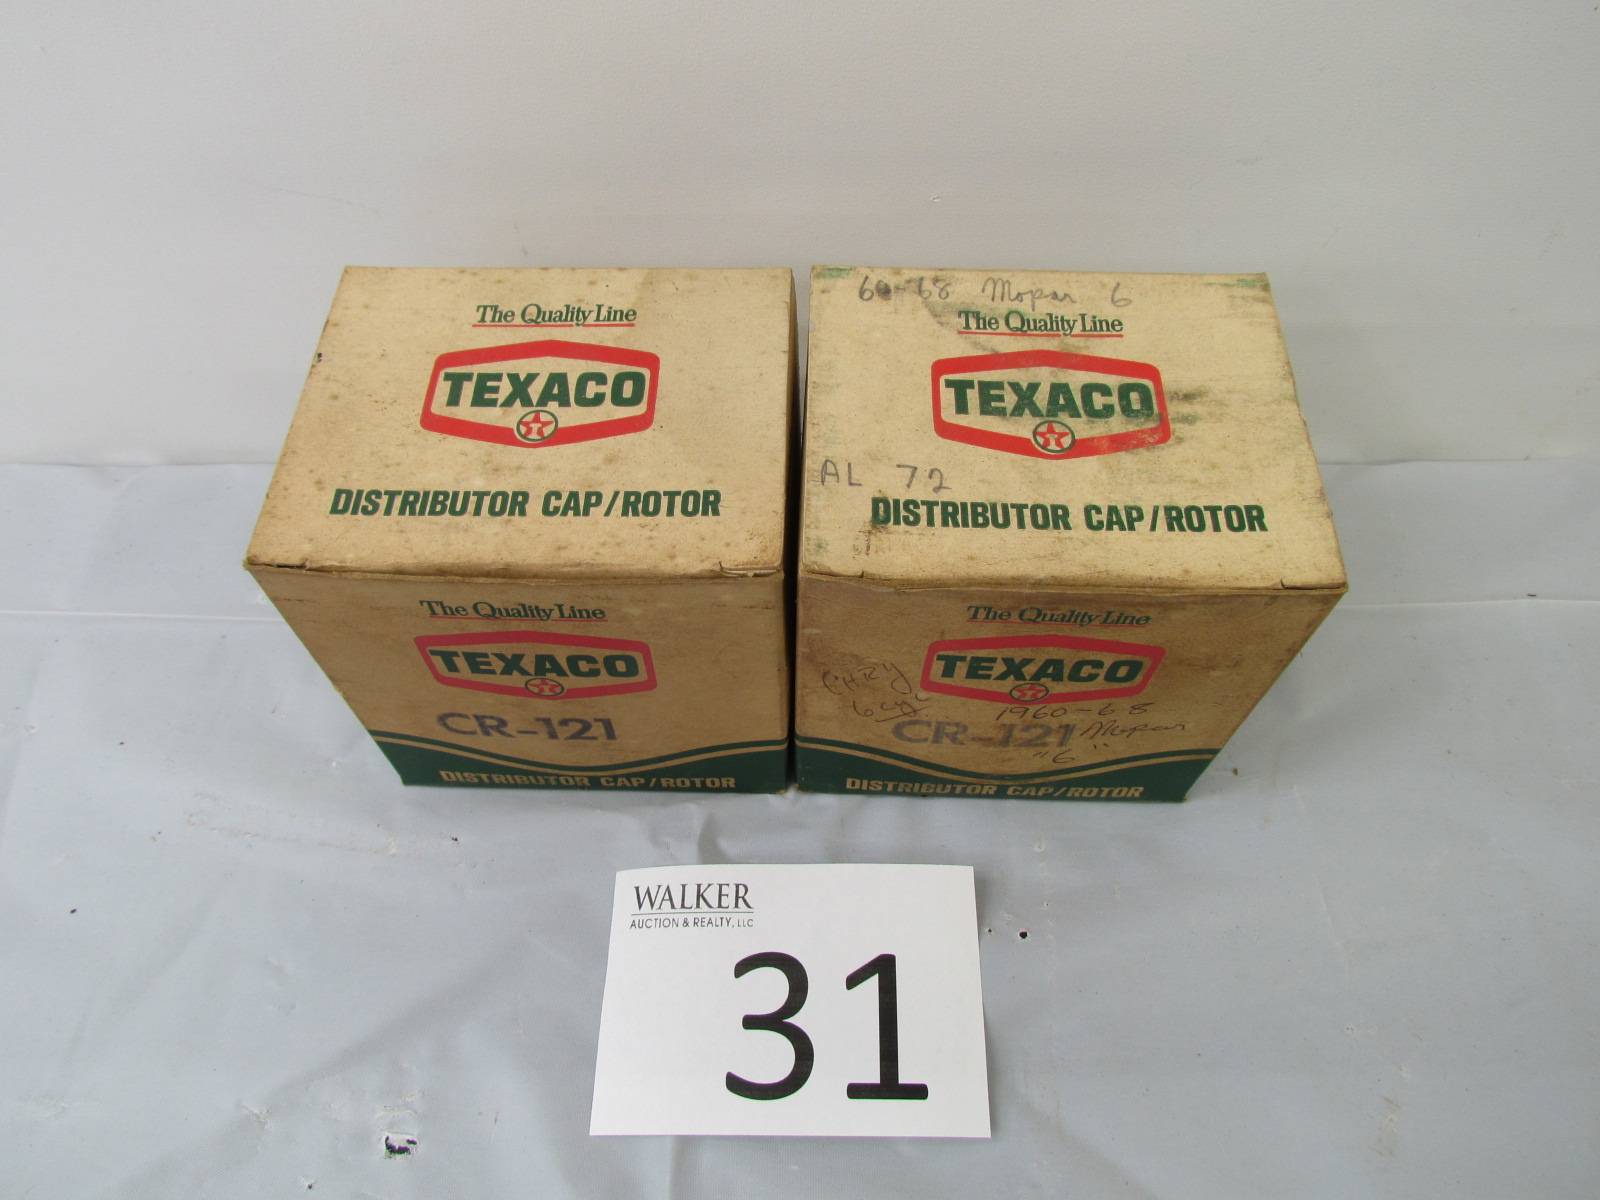 The Quality Line
TEXACO
T
DISTRIBUTOR CAP/ROTOR
The Quality Line
TEXACO
T
CR-121
DISTRIBUTOR CAP/ROTOR
60-68 Mopar 6
The Quality Line
TEXACO
T
AL 72
DISTRIBUTOR CAP/ROTOR
The Quality Line
TEXACO
T
CHRY
6 cyl
1960-68
CR-121 Mopar
"6"
DISTRIBUTOR CAP/ROTOR
WALKER
AUCTION & REALTY, LLC
31